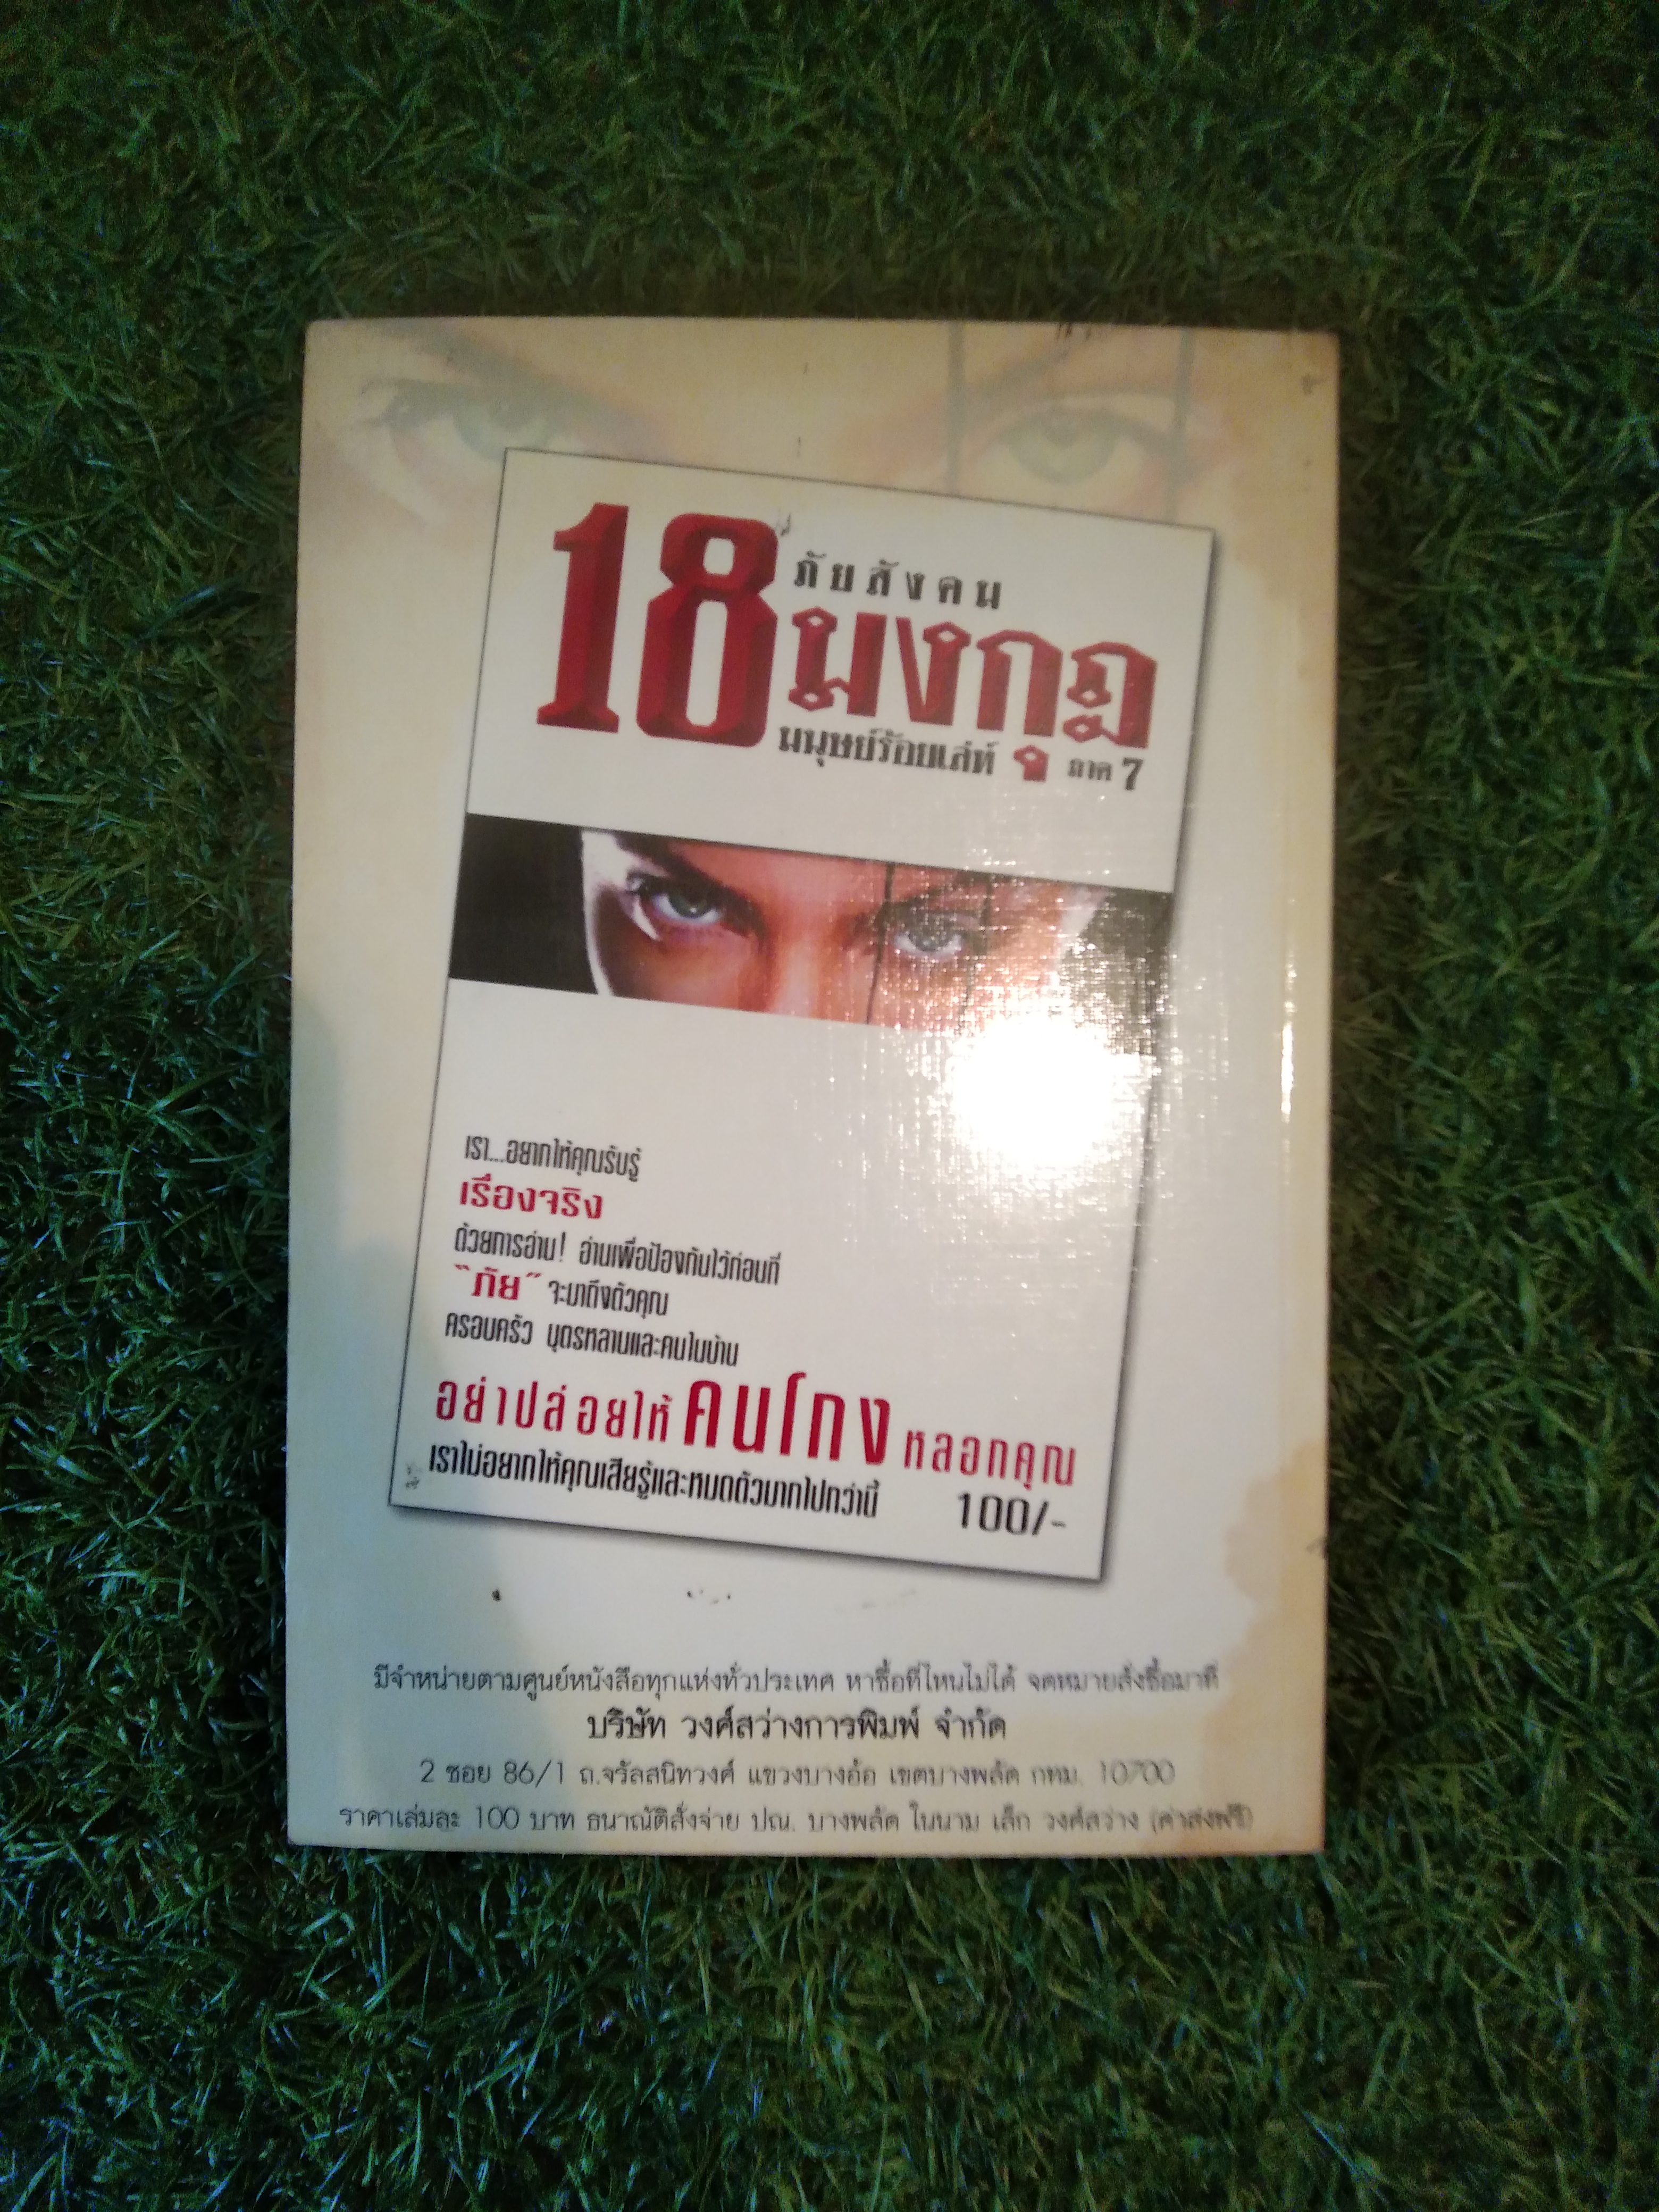 ภัยสังคม
18 มงกุฎ
มนุษย์ร้อยเล่ห์ ภาค 7
เรา...อยากให้คุณรับรู้
เรื่องจริง
ด้วยการอ่าน! อ่านเพื่อป้องกันไว้ก่อนที่
"ภัย" จะมาถึงตัวคุณ
ครอบครัว บุตรหลานและคนในบ้าน
อย่าปล่อยให้ คนโกง หลอกคุณ
เราไม่อยากให้คุณเสียรู้และหมดตัวมากไปกว่านี้ 100/-
มีจำหน่ายตามศูนย์หนังสือทุกแห่งทั่วประเทศ หาซื้อที่ไหนไม่ได้ จดหมายสั่งซื้อมาที่
บริษัท วงศ์สว่างการพิมพ์ จำกัด
2 ซอย 86/1 ถ.จรัลสนิทวงศ์ แขวงบางอ้อ เขตบางพลัด กทม. 10700
ราคาเล่มละ 100 บาท ธนาณัติสั่งจ่าย ปณ. บางพลัด ในนาม เล็ก วงศ์สว่าง (ค่าส่งฟรี)